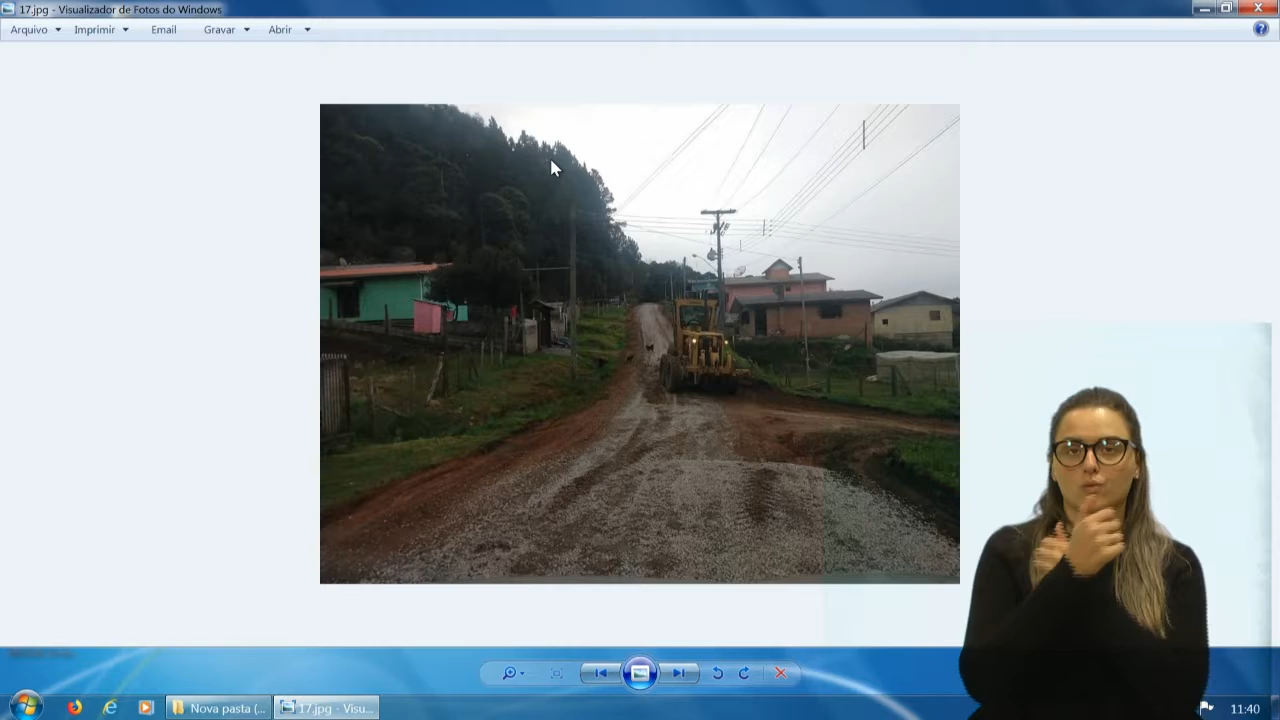 17.jpg - Visualizador de Fotos do Windows
Arquivo Imprimir Email Gravar Abrir
Nova pasta (...
17.jpg - Visu...
11:40